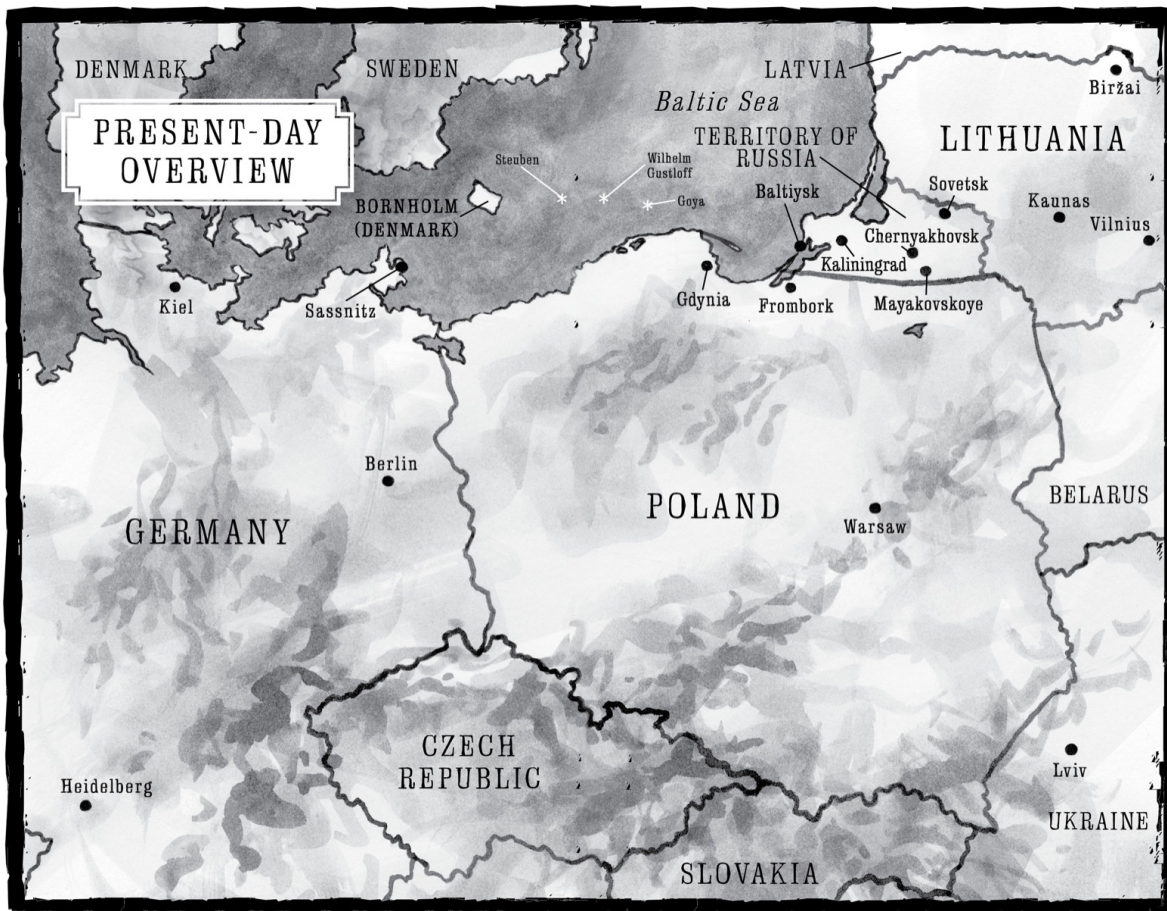 DENMARK
SWEDEN
LATVIA
Biržai
PRESENT-DAY
OVERVIEW
Baltic Sea
TERRITORY OF
RUSSIA
LITHUANIA
Steuben
Wilhelm
Gustloff
Goya
Baltiysk
Sovetsk
Kaunas
Vilnius
BORNHOLM
(DENMARK)
Chernyakhovsk
Kaliningrad
Kiel
Sassnitz
Gdynia
Frombork
Mayakovskoye
Berlin
GERMANY
POLAND
Warsaw
BELARUS
CZECH
REPUBLIC
Heidelberg
Lviv
UKRAINE
SLOVAKIA